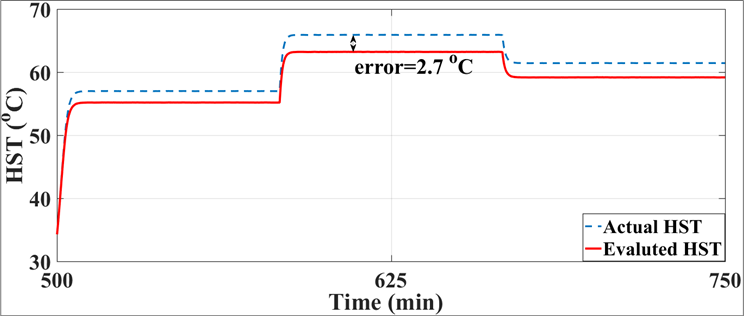 70
60
50
40
30
HST (°C)
error=2.7 °C
Actual HST
Evaluted HST
500
625
750
Time (min)